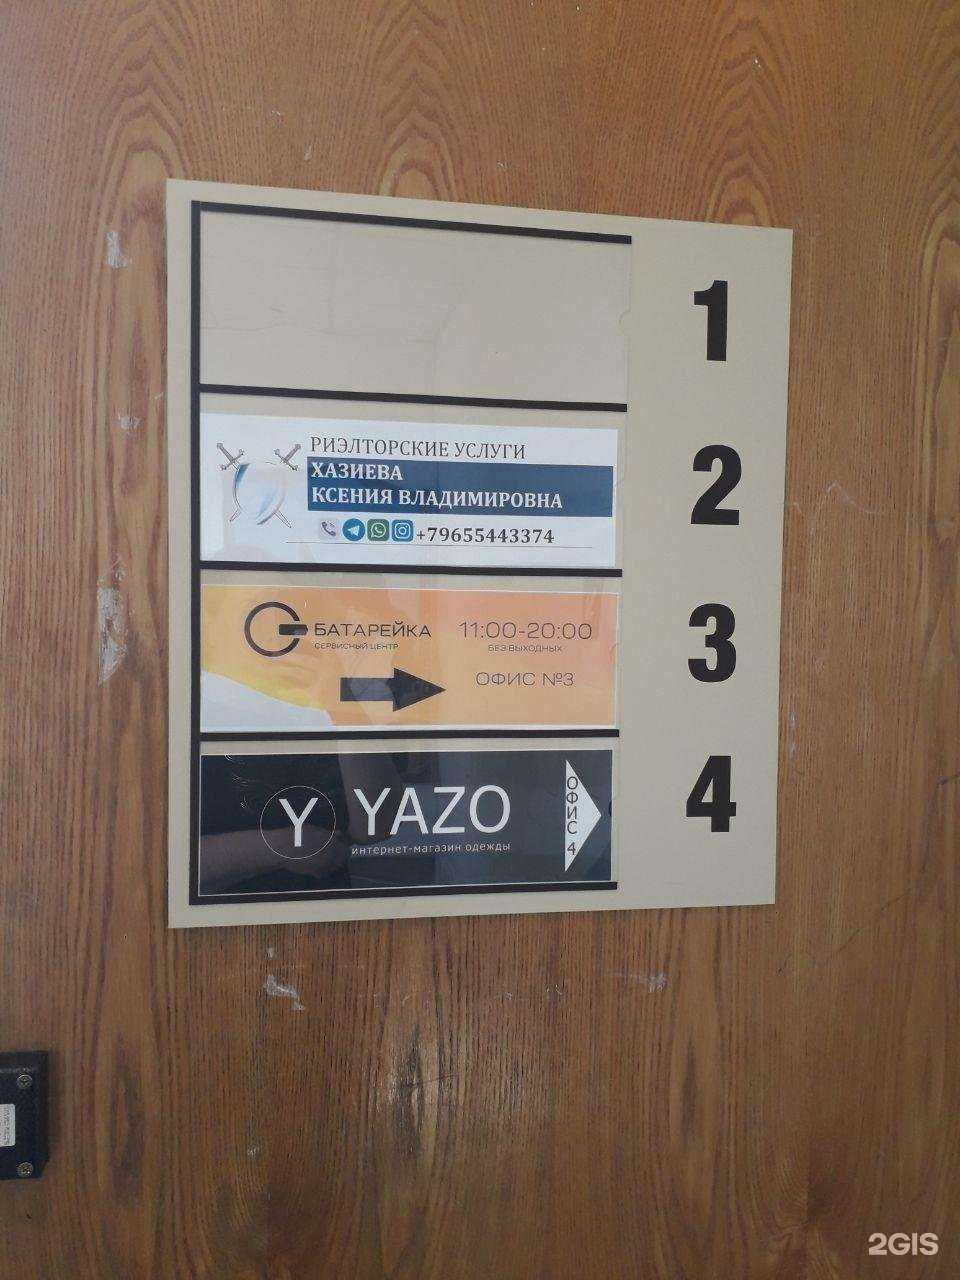 1
РИЭЛТОРСКИЕ УСЛУГИ
ХАЗИЕВА
КСЕНИЯ ВЛАДИМИРОВНА
+79655443374
2
БАТАРЕЙКА
СЕРВИСНЫЙ ЦЕНТР
11:00-20:00
БЕЗ ВЫХОДНЫХ
ОФИС №3
3
Y
YAZO
интернет-магазин одежды
ОФИС 4
4
2GIS